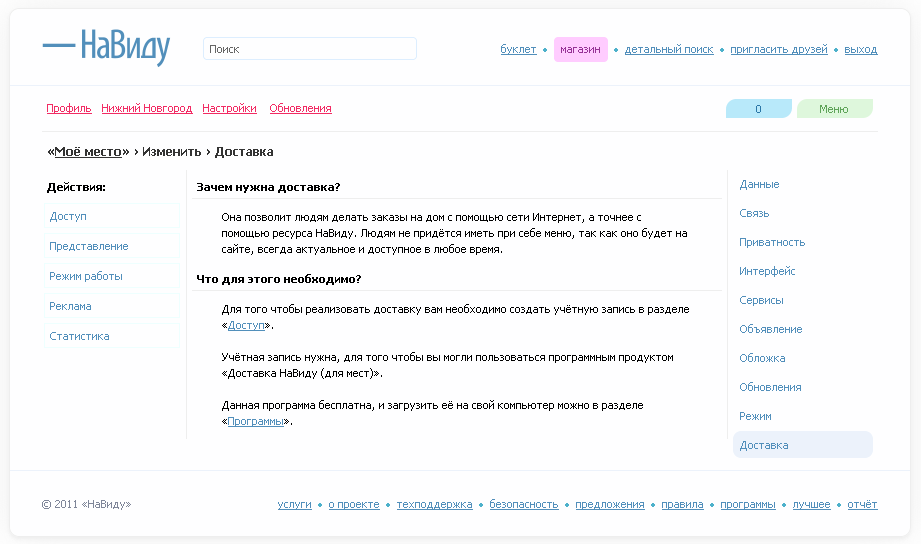 НаВиду
Поиск
буклет • магазин • детальный поиск • пригласить друзей • выход
Профиль Нижний Новгород Настройки Обновления
0 Меню
«Моё место» › Изменить › Доставка
Действия:
Доступ
Представление
Режим работы
Реклама
Статистика
Зачем нужна доставка?
Она позволит людям делать заказы на дом с помощью сети Интернет, а точнее с
помощью ресурса НаВиду. Людям не придётся иметь при себе меню, так как оно будет на
сайте, всегда актуальное и доступное в любое время.
Что для этого необходимо?
Для того чтобы реализовать доставку вам необходимо создать учётную запись в разделе
«Доступ».
Учётная запись нужна, для того чтобы вы могли пользоваться программным продуктом
«Доставка НаВиду (для мест)».
Данная программа бесплатна, и загрузить её на свой компьютер можно в разделе
«Программы».
Данные
Связь
Приватность
Интерфейс
Сервисы
Объявление
Обложка
Обновления
Режим
Доставка
© 2011 «НаВиду»
услуги • о проекте • техподдержка • безопасность • предложения • правила • программы • лучшее • отчёт